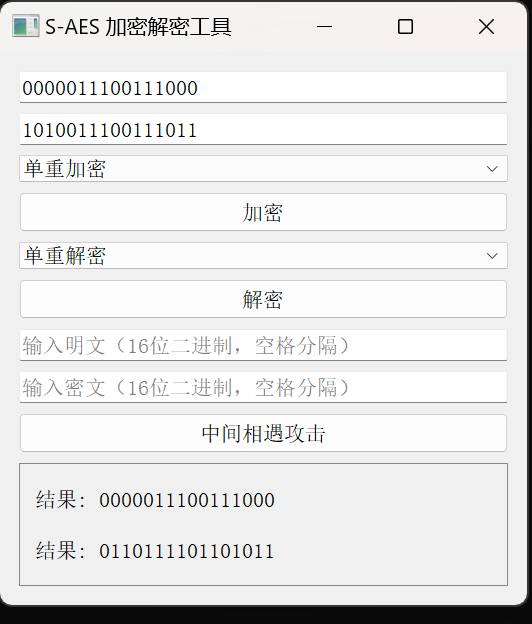 S-AES 加密解密工具
0000011100111000
1010011100111011
单重加密
加密
单重解密
解密
输入明文（16位二进制，空格分隔）
输入密文（16位二进制，空格分隔）
中间相遇攻击
结果: 0000011100111000
结果: 0110111101101011